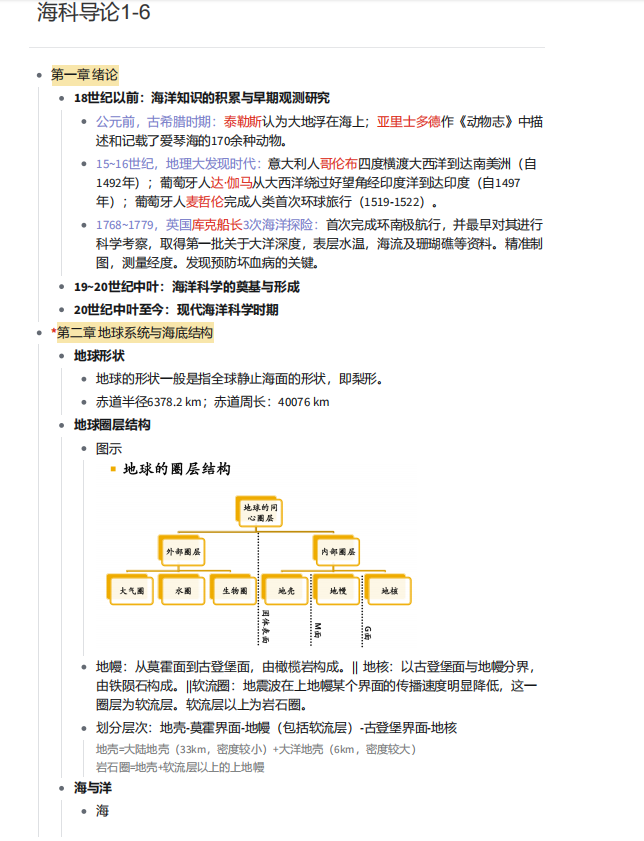 海科导论1-6
第一章 绪论
18世纪以前：海洋知识的积累与早期观测研究
公元前，古希腊时期：泰勒斯认为大地浮在海上；亚里士多德作《动物志》中描
述和记载了爱琴海的170余种动物。
15~16世纪，地理大发现时代：意大利人哥伦布四度横渡大西洋到达南美洲（自
1492年）；葡萄牙人达·伽马从大西洋绕过好望角经印度洋到达印度（自1497
年）；葡萄牙人麦哲伦完成人类首次环球旅行（1519-1522）。
1768~1779，英国库克船长3次海洋探险：首次完成环南极航行，并最早对其进行
科学考察，取得第一批关于大洋深度，表层水温，海流及珊瑚礁等资料。精准制
图，测量经度。发现预防坏血病的关键。
19~20世纪中叶：海洋科学的奠基与形成
20世纪中叶至今：现代海洋科学时期
*第二章 地球系统与海底结构
地球形状
地球的形状一般是指全球静止海面的形状，即梨形。
赤道半径6378.2 km；赤道周长：40076 km
地球圈层结构
图示
地球的圈层结构
地球的同
心圈层
外部圈层
内部圈层
大气圈
水圈
生物圈
地壳
地幔
地核
固体表面
M面
G面
地幔：从莫霍面到古登堡面，由橄榄岩构成。|| 地核：以古登堡面与地幔分界，
由铁陨石构成。||软流圈：地震波在上地幔某个界面的传播速度明显降低，这一
圈层为软流层。软流层以上为岩石圈。
划分层次：地壳-莫霍界面-地幔（包括软流层）-古登堡界面-地核
地壳=大陆地壳（33km，密度较小）+大洋地壳（6km，密度较大）
岩石圈=地壳+软流层以上的上地幔
海与洋
海